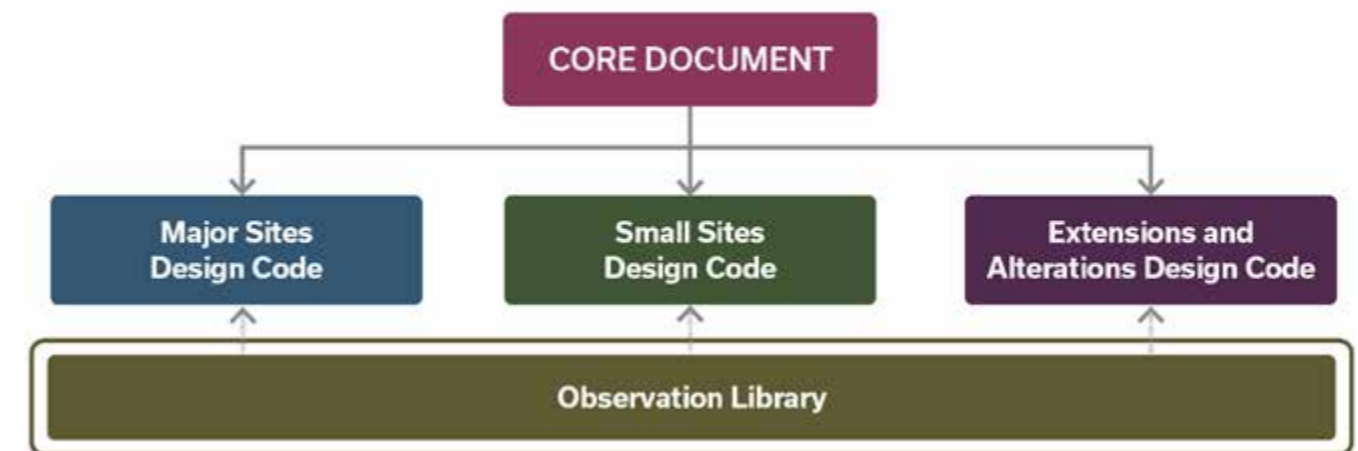 CORE DOCUMENT
Major Sites
Design Code
Small Sites
Design Code
Extensions and
Alterations Design Code
Observation Library